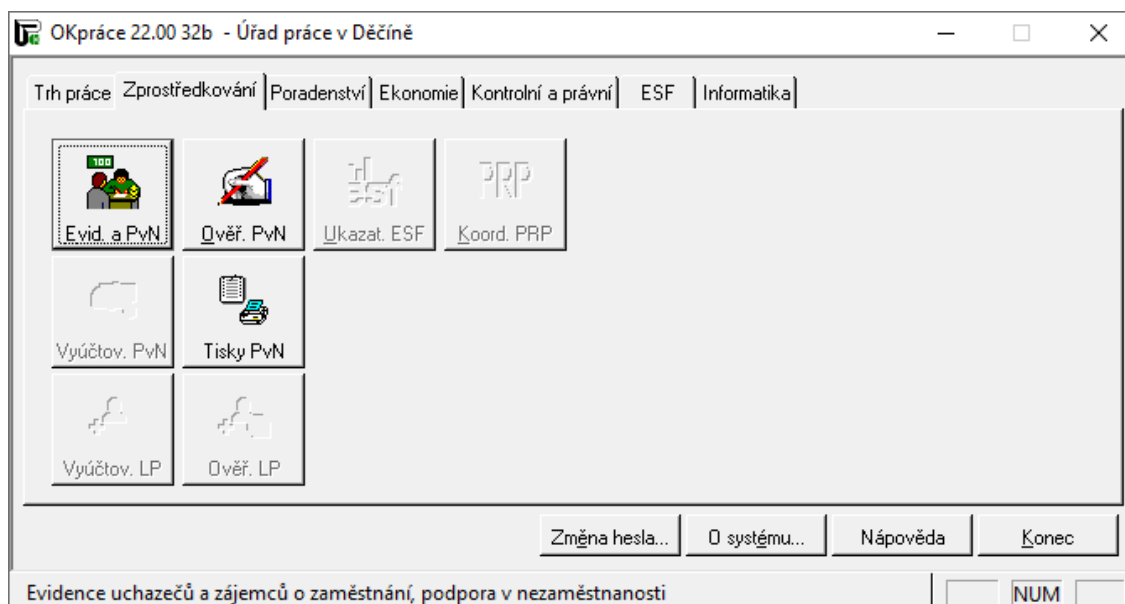 OKpráce 22.00 32b - Úřad práce v Děčíně
Trh práce Zprostředkování Poradenství Ekonomie Kontrolní a právní ESF Informatika
100
Evid. a PvN Ověř. PvN Ukazat. ESF Koord. PRP
Vyúčtov. PvN Tisky PvN
Vyúčtov. LP Ověř. LP
Změna hesla... O systému... Nápověda Konec
Evidence uchazečů a zájemců o zaměstnání, podpora v nezaměstnanosti NUM